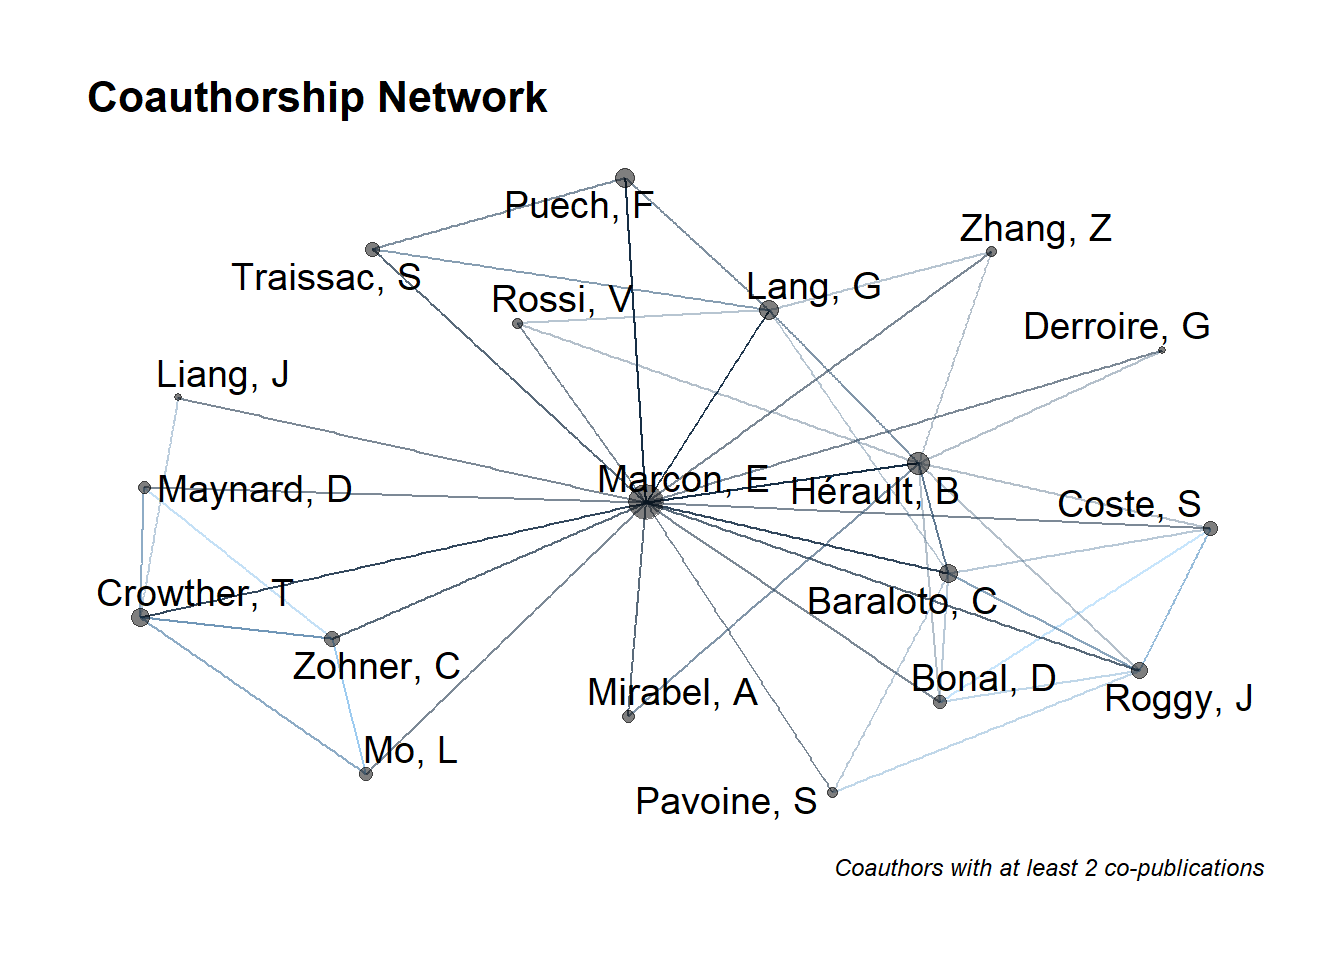 Coauthorship Network
Puech, F
Zhang, Z
Traissac, S
Rossi, V
Lang, G
Derroire, G
Liang, J
Marcon, E
Maynard, D
Hérault, B
Coste, S
Crowther, T
Baraloto, C
Zohner, C
Mirabel, A
Bonal, D
Roggy, J
Mo, L
Pavoine, S
Coauthors with at least 2 co-publications